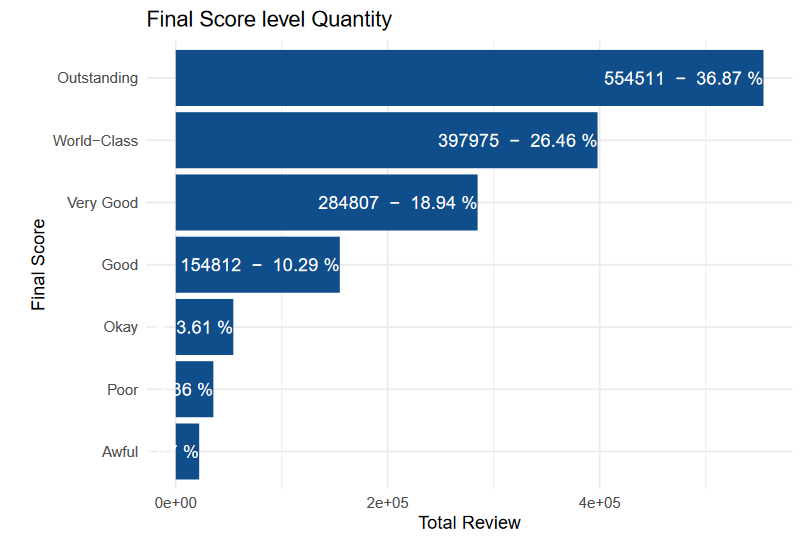 Final Score level Quantity
Outstanding
554511 − 36.87 %
World−Class
397975 − 26.46 %
Very Good
284807 − 18.94 %
Good
154812 − 10.29 %
Okay
3.61 %
Poor
%
Awful
%
Final Score
0e+00 2e+05 4e+05
Total Review